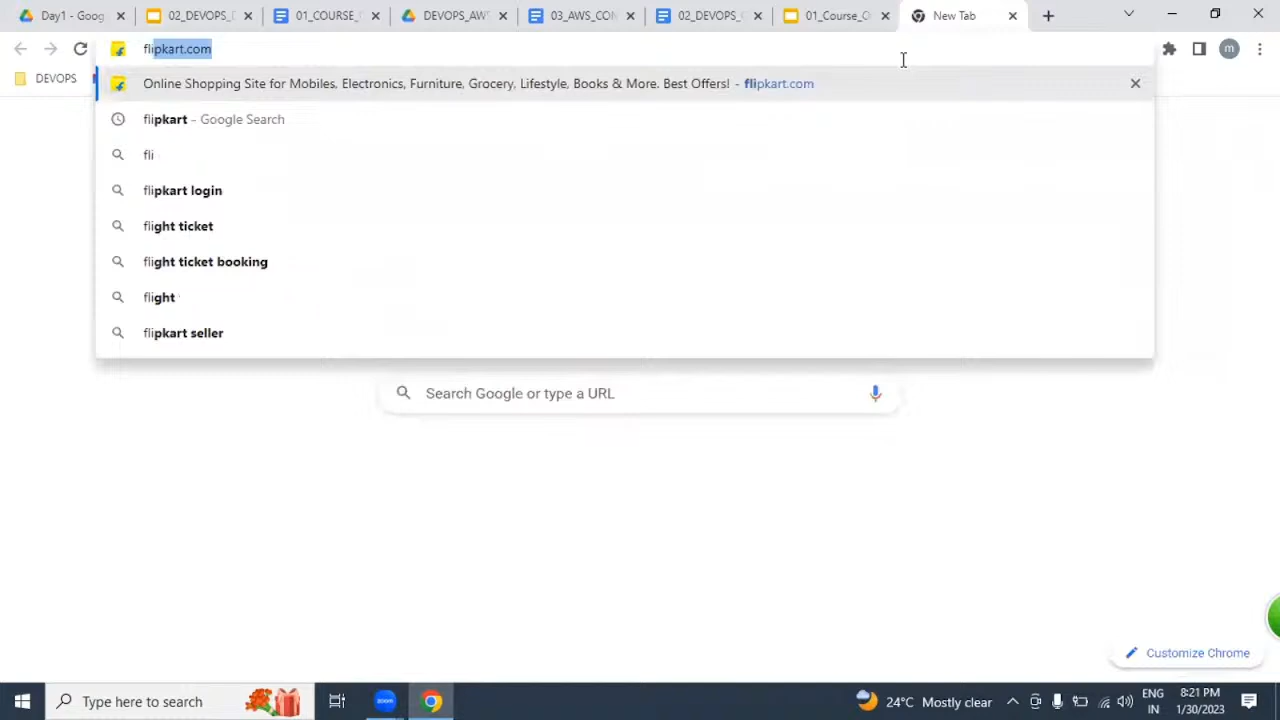 Day1 - Goog
02_DEVOPS_
01_COURSE_
DEVOPS_AW
03_AWS_CON
02_DEVOPS_
01_Course_O
New Tab
flipkart.com
m
DEVOPS
Online Shopping Site for Mobiles, Electronics, Furniture, Grocery, Lifestyle, Books & More. Best Offers! - flipkart.com
flipkart - Google Search
fli
flipkart login
flight ticket
flight ticket booking
flight
flipkart seller
Search Google or type a URL
Customize Chrome
Type here to search
zoom
24°C Mostly clear
ENG
IN
8:21 PM
1/30/2023